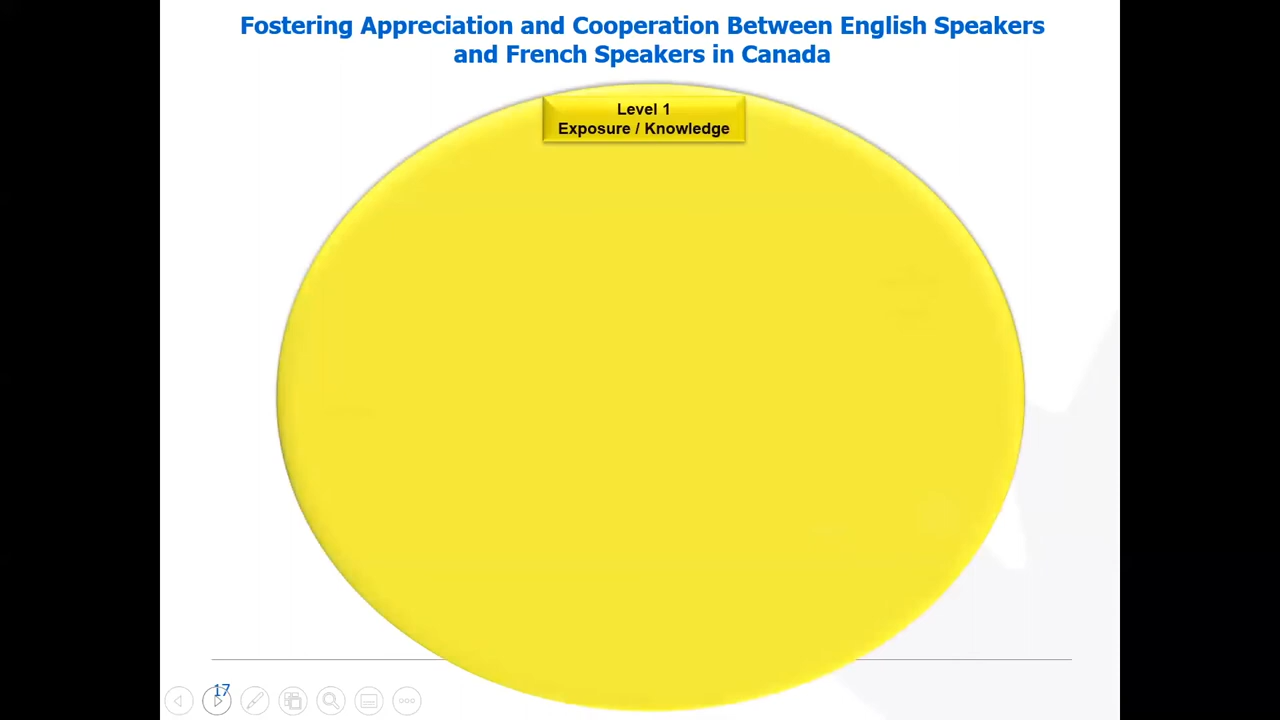 Fostering Appreciation and Cooperation Between English Speakers
and French Speakers in Canada
Level 1
Exposure / Knowledge
17